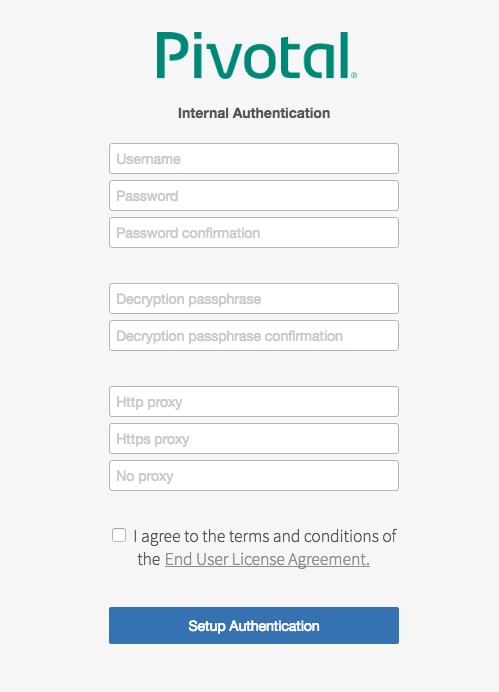 Pivotal®
Internal Authentication
Username
Password
Password confirmation
Decryption passphrase
Decryption passphrase confirmation
Http proxy
Https proxy
No proxy
I agree to the terms and conditions of
the End User License Agreement.
Setup Authentication